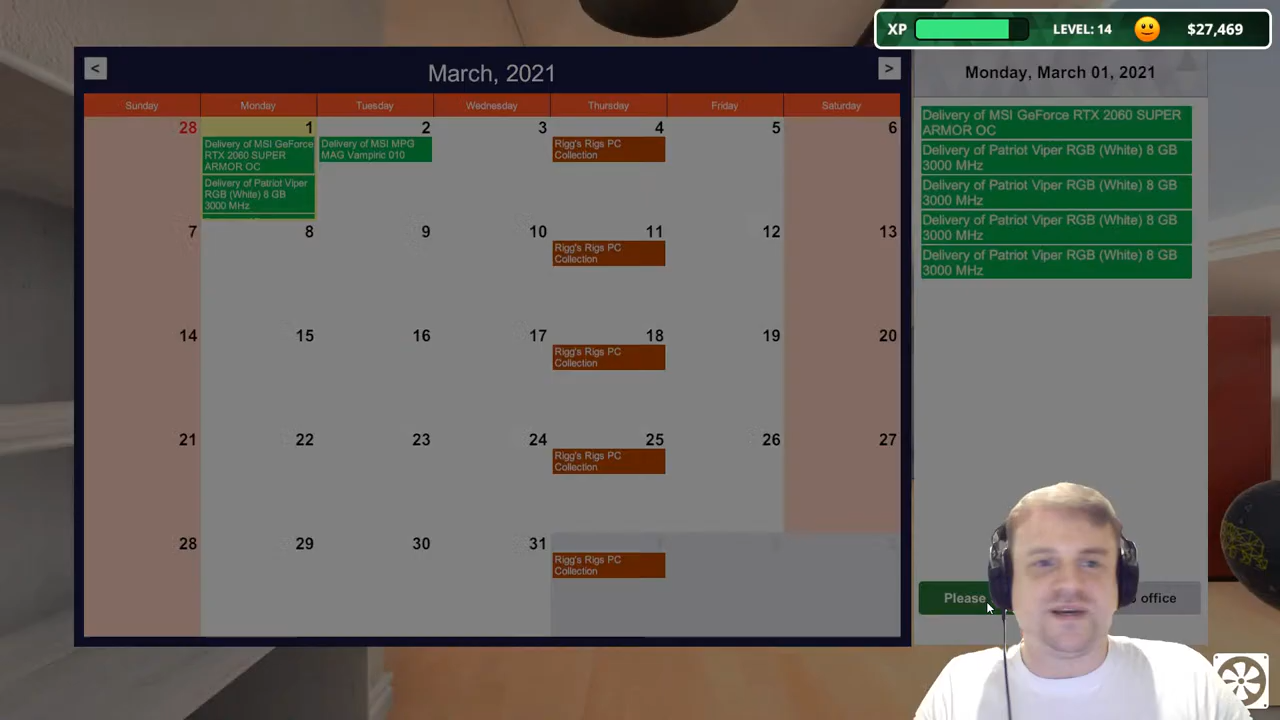 XP LEVEL: 14 $27,469
< March, 2021 >
Sunday Monday Tuesday Wednesday Thursday Friday Saturday
28 1 2 3 4 5 6
Delivery of MSI GeForce
RTX 2060 SUPER
ARMOR OC
Delivery of Patriot Viper
RGB (White) 8 GB
3000 MHz
Delivery of MSI MPG
MAG Vampiric 010
Rigg's Rigs PC
Collection
7 8 9 10 11 12 13
Rigg's Rigs PC
Collection
14 15 16 17 18 19 20
Rigg's Rigs PC
Collection
21 22 23 24 25 26 27
Rigg's Rigs PC
Collection
28 29 30 31
Rigg's Rigs PC
Collection
Monday, March 01, 2021
Delivery of MSI GeForce RTX 2060 SUPER
ARMOR OC
Delivery of Patriot Viper RGB (White) 8 GB
3000 MHz
Delivery of Patriot Viper RGB (White) 8 GB
3000 MHz
Delivery of Patriot Viper RGB (White) 8 GB
3000 MHz
Delivery of Patriot Viper RGB (White) 8 GB
3000 MHz
Please office